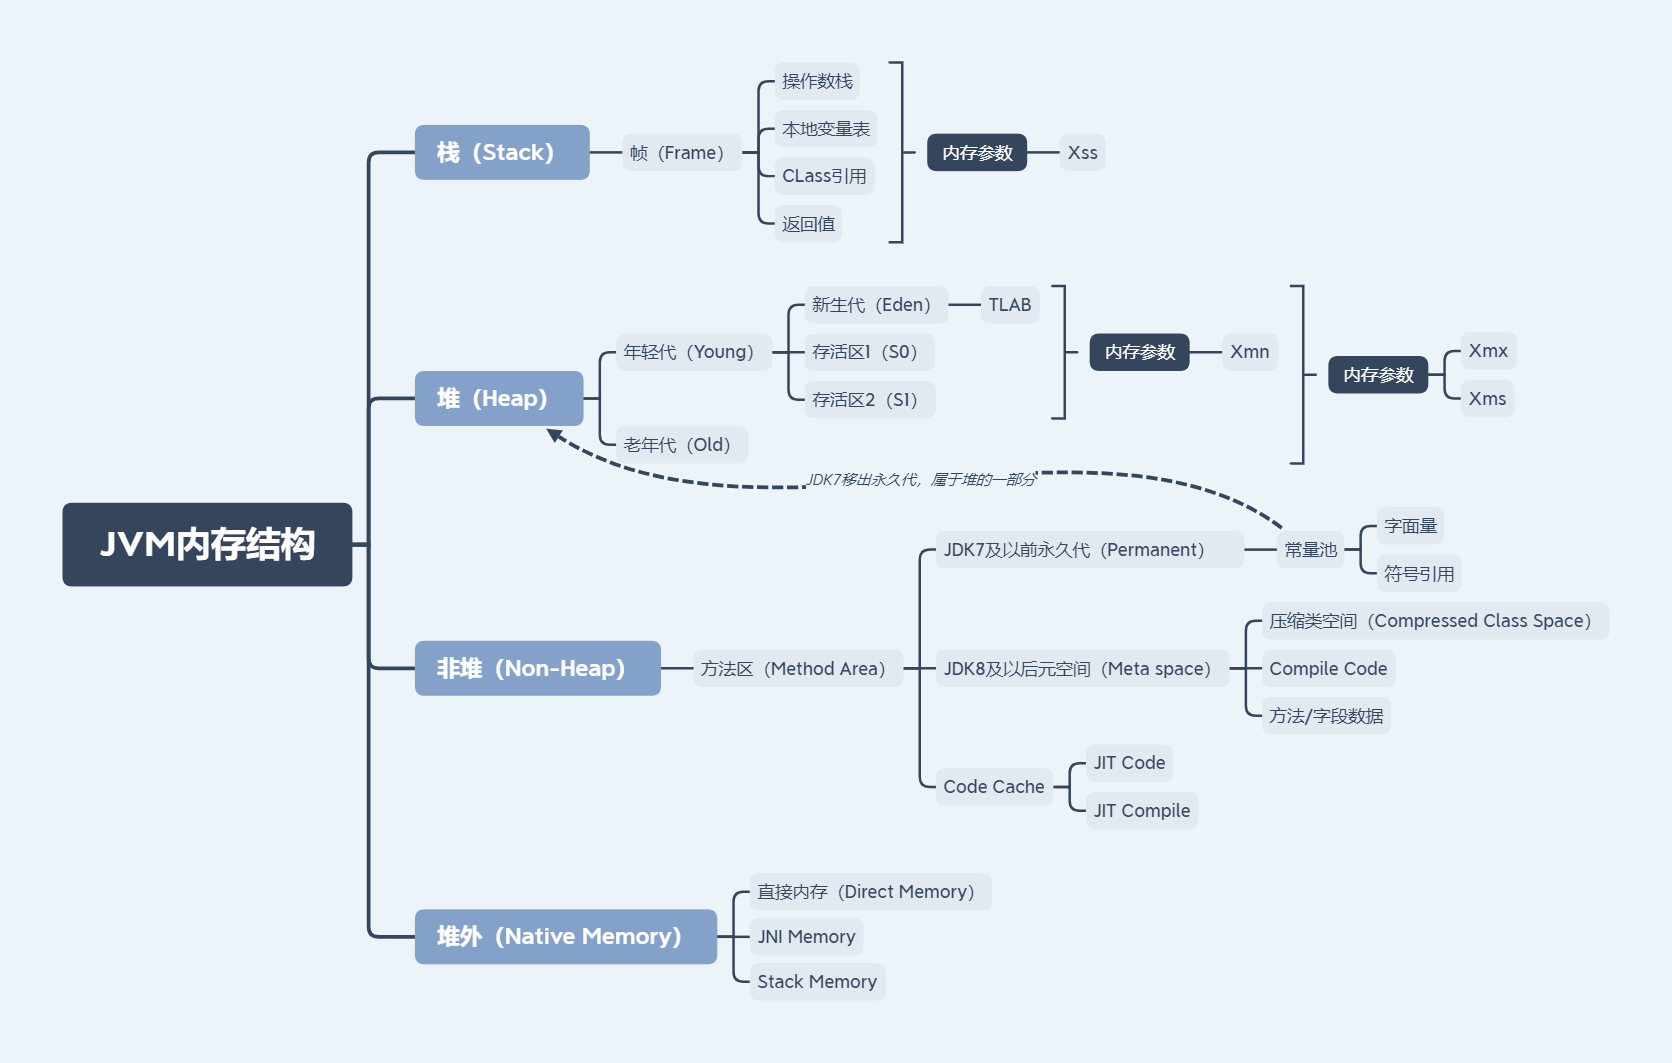 JVM内存结构
栈（Stack）
帧（Frame）
操作数栈
本地变量表
CLass引用
返回值
内存参数
Xss
堆（Heap）
年轻代（Young）
新生代（Eden）
TLAB
存活区1（S0）
存活区2（S1）
内存参数
Xmn
老年代（Old）
内存参数
Xmx
Xms
JDK7移出永久代，属于堆的一部分
非堆（Non-Heap）
方法区（Method Area）
JDK7及以前永久代（Permanent）
常量池
字面量
符号引用
JDK8及以后元空间（Meta space）
压缩类空间（Compressed Class Space）
Compile Code
方法/字段数据
Code Cache
JIT Code
JIT Compile
堆外（Native Memory）
直接内存（Direct Memory）
JNI Memory
Stack Memory